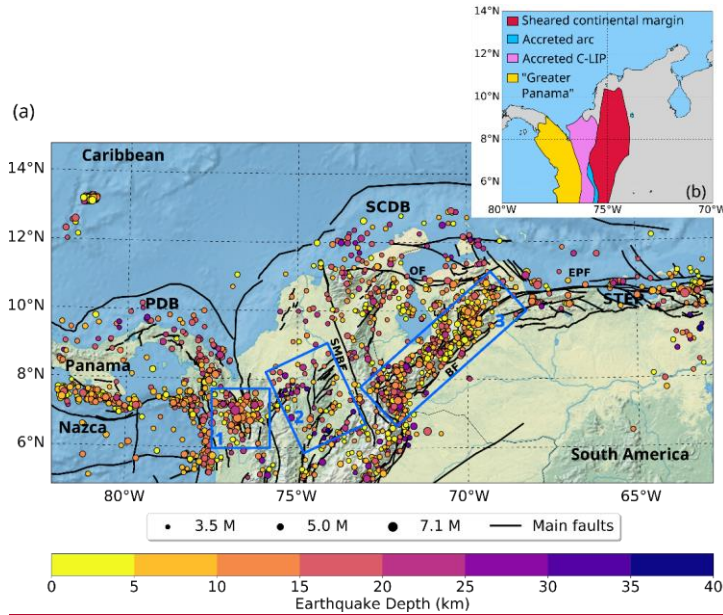 (a)
14°N
12°N
10°N
8°N
6°N
80°W
75°W
70°W
65°W
Caribbean
SCDB
PDB
OF
EPF
STEP
SMBF
BF
Panama
Nazca
South America
1
2
3
Sheared continental margin
Accreted arc
Accreted C-LIP
"Greater
Panama"
14°N
12°N
10°N
8°N
6°N
80°W
75°W
70°W
(b)
3.5 M
5.0 M
7.1 M
Main faults
0
5
10
15
20
25
30
35
40
Earthquake Depth (km)